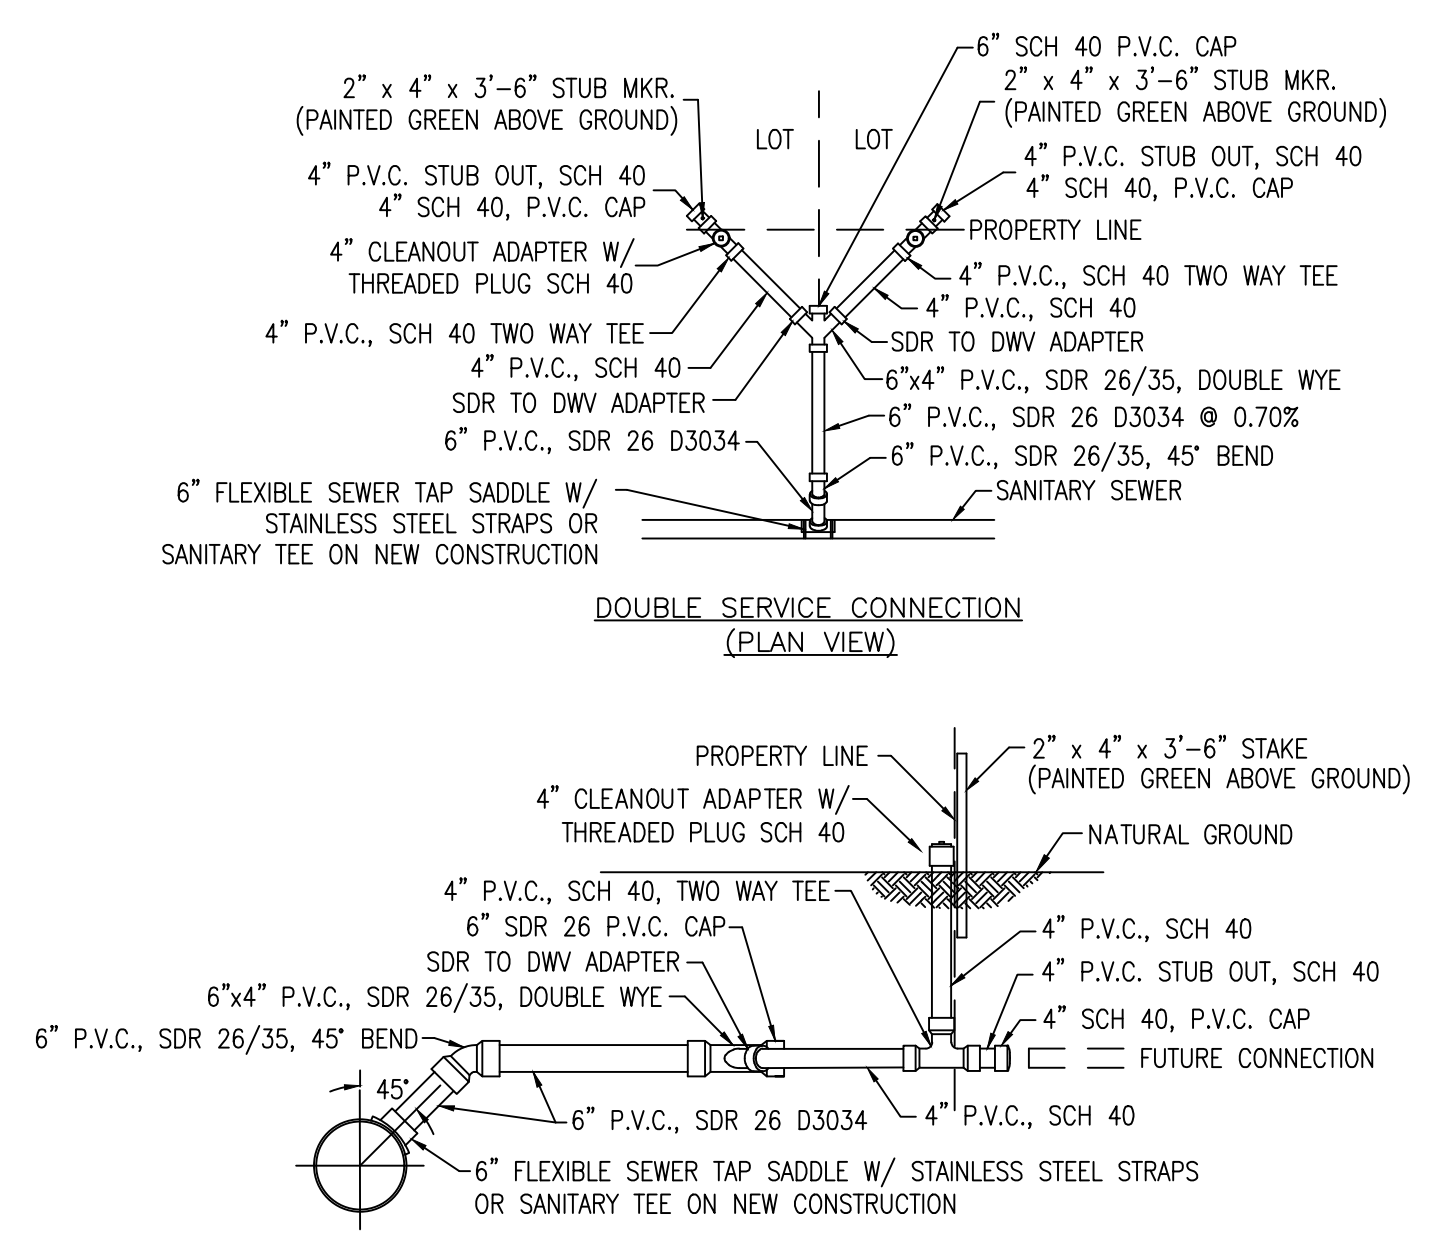 6" SCH 40 P.V.C. CAP
2" x 4" x 3'-6" STUB MKR.
(PAINTED GREEN ABOVE GROUND)
2" x 4" x 3'-6" STUB MKR.
(PAINTED GREEN ABOVE GROUND)
LOT
LOT
4" P.V.C. STUB OUT, SCH 40
4" SCH 40, P.V.C. CAP
4" P.V.C. STUB OUT, SCH 40
4" SCH 40, P.V.C. CAP
PROPERTY LINE
4" CLEANOUT ADAPTER W/
THREADED PLUG SCH 40
4" P.V.C., SCH 40 TWO WAY TEE
4" P.V.C., SCH 40
4" P.V.C., SCH 40 TWO WAY TEE
SDR TO DWV ADAPTER
4" P.V.C., SCH 40
6"x4" P.V.C., SDR 26/35, DOUBLE WYE
SDR TO DWV ADAPTER
6" P.V.C., SDR 26 D3034 @ 0.70%
6" P.V.C., SDR 26 D3034
6" P.V.C., SDR 26/35, 45° BEND
6" FLEXIBLE SEWER TAP SADDLE W/
STAINLESS STEEL STRAPS OR
SANITARY TEE ON NEW CONSTRUCTION
SANITARY SEWER
DOUBLE SERVICE CONNECTION
(PLAN VIEW)
PROPERTY LINE
2" x 4" x 3'-6" STAKE
(PAINTED GREEN ABOVE GROUND)
4" CLEANOUT ADAPTER W/
THREADED PLUG SCH 40
NATURAL GROUND
4" P.V.C., SCH 40, TWO WAY TEE
6" SDR 26 P.V.C. CAP
4" P.V.C., SCH 40
SDR TO DWV ADAPTER
4" P.V.C. STUB OUT, SCH 40
6"x4" P.V.C., SDR 26/35, DOUBLE WYE
4" SCH 40, P.V.C. CAP
6" P.V.C., SDR 26/35, 45° BEND
FUTURE CONNECTION
45°
6" P.V.C., SDR 26 D3034
4" P.V.C., SCH 40
6" FLEXIBLE SEWER TAP SADDLE W/ STAINLESS STEEL STRAPS
OR SANITARY TEE ON NEW CONSTRUCTION